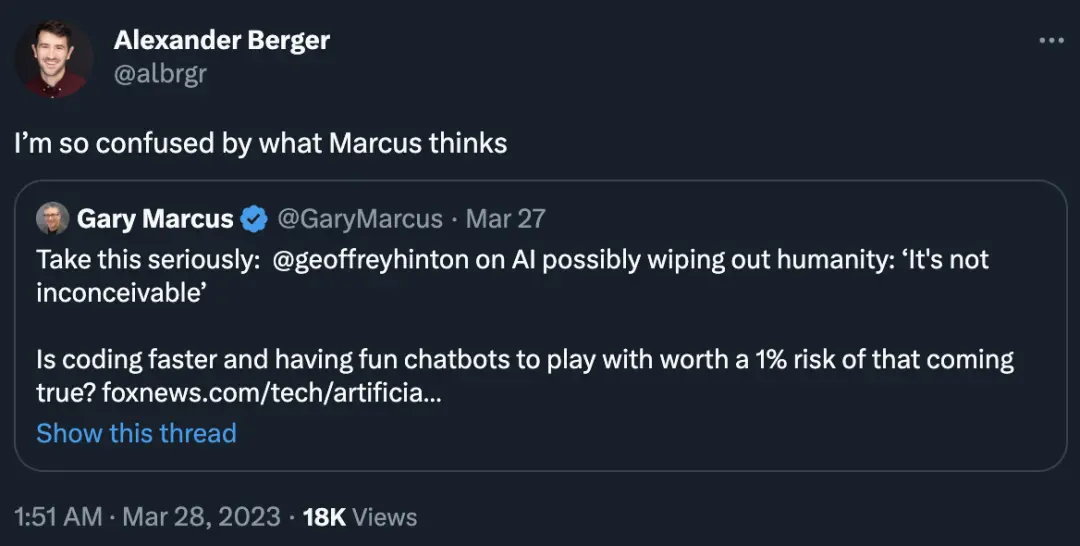 Alexander Berger
@albrgr
I’m so confused by what Marcus thinks
Gary Marcus @GaryMarcus · Mar 27
Take this seriously: @geoffreyhinton on AI possibly wiping out humanity: ‘It's not
inconceivable’
Is coding faster and having fun chatbots to play with worth a 1% risk of that coming
true? foxnews.com/tech/artificia...
Show this thread
1:51 AM · Mar 28, 2023 · 18K Views